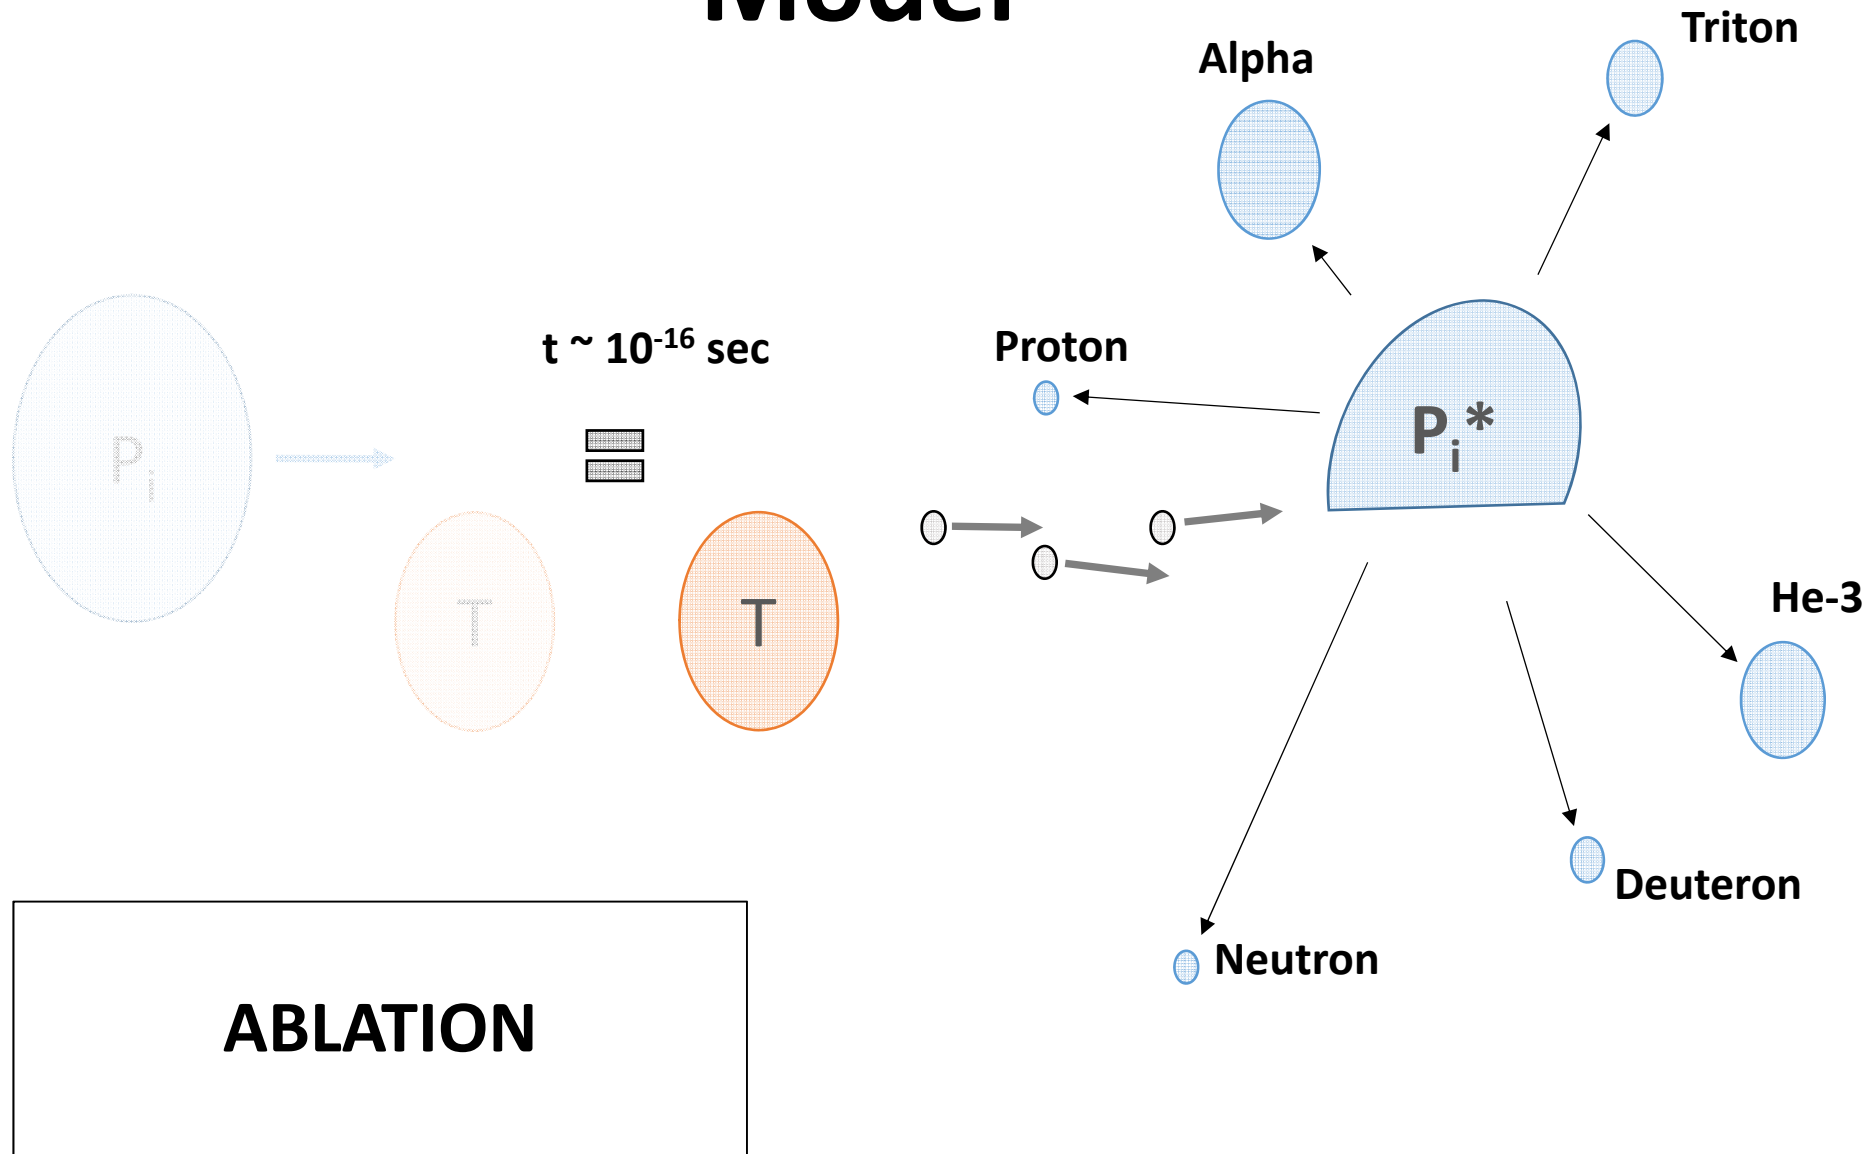 Model
Triton
Alpha
t ~ 10⁻¹⁶ sec
Proton
Pᵢ
Pᵢ*
T
T
He-3
Deuteron
Neutron
ABLATION